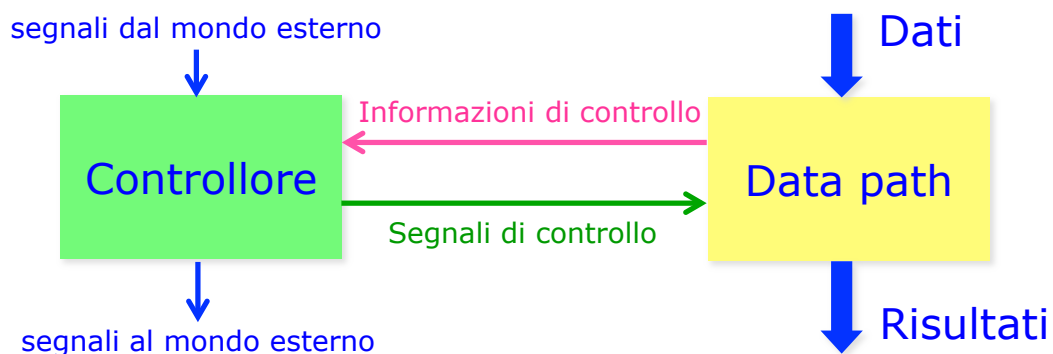 segnali dal mondo esterno
Dati
Informazioni di controllo
Controllore
Data path
Segnali di controllo
segnali al mondo esterno
Risultati